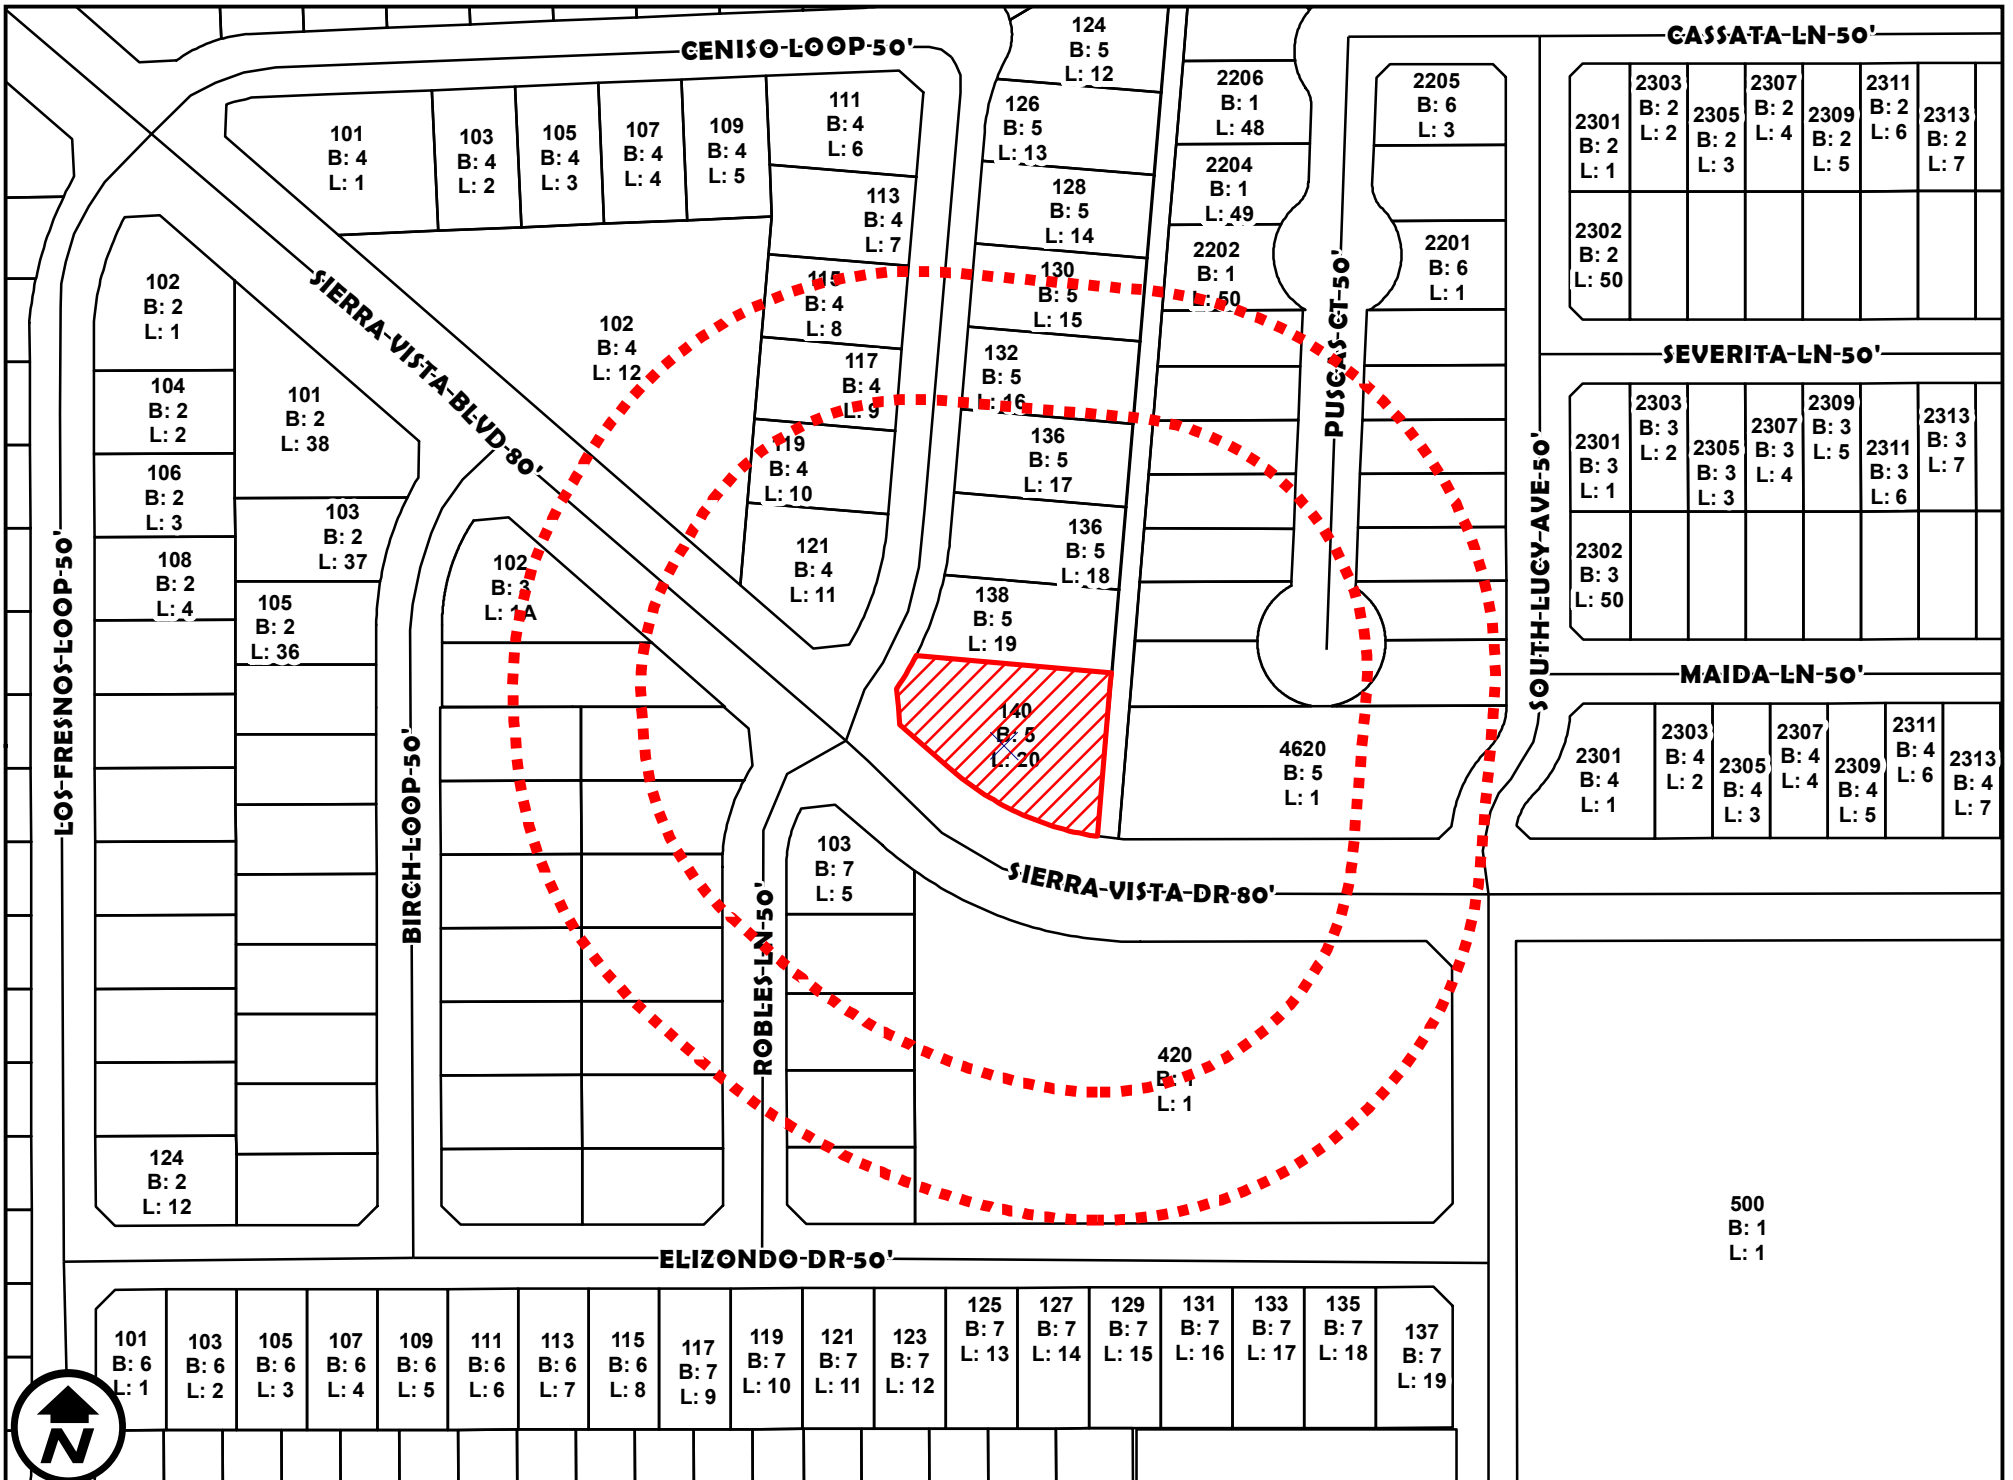 CENISO LOOP 50'
CASSATA LN 50'
124
B: 5
L: 12
126
B: 5
L: 13
128
B: 5
L: 14
130
B: 5
L: 15
132
B: 5
L: 16
136
B: 5
L: 17
136
B: 5
L: 18
138
B: 5
L: 19
140
B: 5
L: 20
101
B: 4
L: 1
103
B: 4
L: 2
105
B: 4
L: 3
107
B: 4
L: 4
109
B: 4
L: 5
111
B: 4
L: 6
113
B: 4
L: 7
115
B: 4
L: 8
117
B: 4
L: 9
119
B: 4
L: 10
121
B: 4
L: 11
102
B: 4
L: 12
2206
B: 1
L: 48
2204
B: 1
L: 49
2202
B: 1
L: 50
2205
B: 6
L: 3
2201
B: 6
L: 1
PUSCAS CT 50'
2301
B: 2
L: 1
2303
B: 2
L: 2
2305
B: 2
L: 3
2307
B: 2
L: 4
2309
B: 2
L: 5
2311
B: 2
L: 6
2313
B: 2
L: 7
2302
B: 2
L: 50
SEVERITA LN 50'
2301
B: 3
L: 1
2303
B: 3
L: 2
2305
B: 3
L: 3
2307
B: 3
L: 4
2309
B: 3
L: 5
2311
B: 3
L: 6
2313
B: 3
L: 7
2302
B: 3
L: 50
SOUTH LUCY AVE 50'
MAIDA LN 50'
2301
B: 4
L: 1
2303
B: 4
L: 2
2305
B: 4
L: 3
2307
B: 4
L: 4
2309
B: 4
L: 5
2311
B: 4
L: 6
2313
B: 4
L: 7
4620
B: 5
L: 1
SIERRA VISTA BLVD 80'
102
B: 2
L: 1
104
B: 2
L: 2
106
B: 2
L: 3
108
B: 2
L: 4
101
B: 2
L: 38
103
B: 2
L: 37
105
B: 2
L: 36
102
B: 3
L: 1A
LOS FRESNOS LOOP 50'
BIRCH LOOP 50'
ROBLES LN 50'
103
B: 7
L: 5
SIERRA VISTA DR 80'
420
B: 1
L: 1
124
B: 2
L: 12
500
B: 1
L: 1
ELIZONDO DR 50'
101
B: 6
L: 1
103
B: 6
L: 2
105
B: 6
L: 3
107
B: 6
L: 4
109
B: 6
L: 5
111
B: 6
L: 6
113
B: 6
L: 7
115
B: 6
L: 8
117
B: 7
L: 9
119
B: 7
L: 10
121
B: 7
L: 11
123
B: 7
L: 12
125
B: 7
L: 13
127
B: 7
L: 14
129
B: 7
L: 15
131
B: 7
L: 16
133
B: 7
L: 17
135
B: 7
L: 18
137
B: 7
L: 19
N